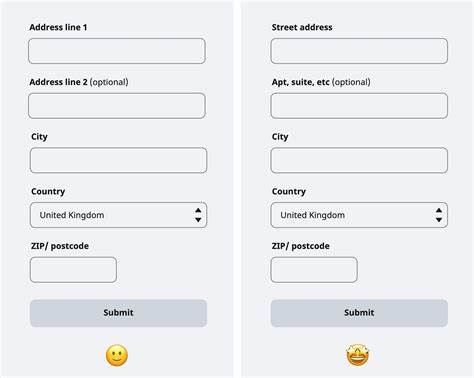 Address line 1
Address line 2 (optional)
City
Country
United Kingdom
ZIP/ postcode
Submit
Street address
Apt, suite, etc (optional)
City
Country
United Kingdom
ZIP/ postcode
Submit